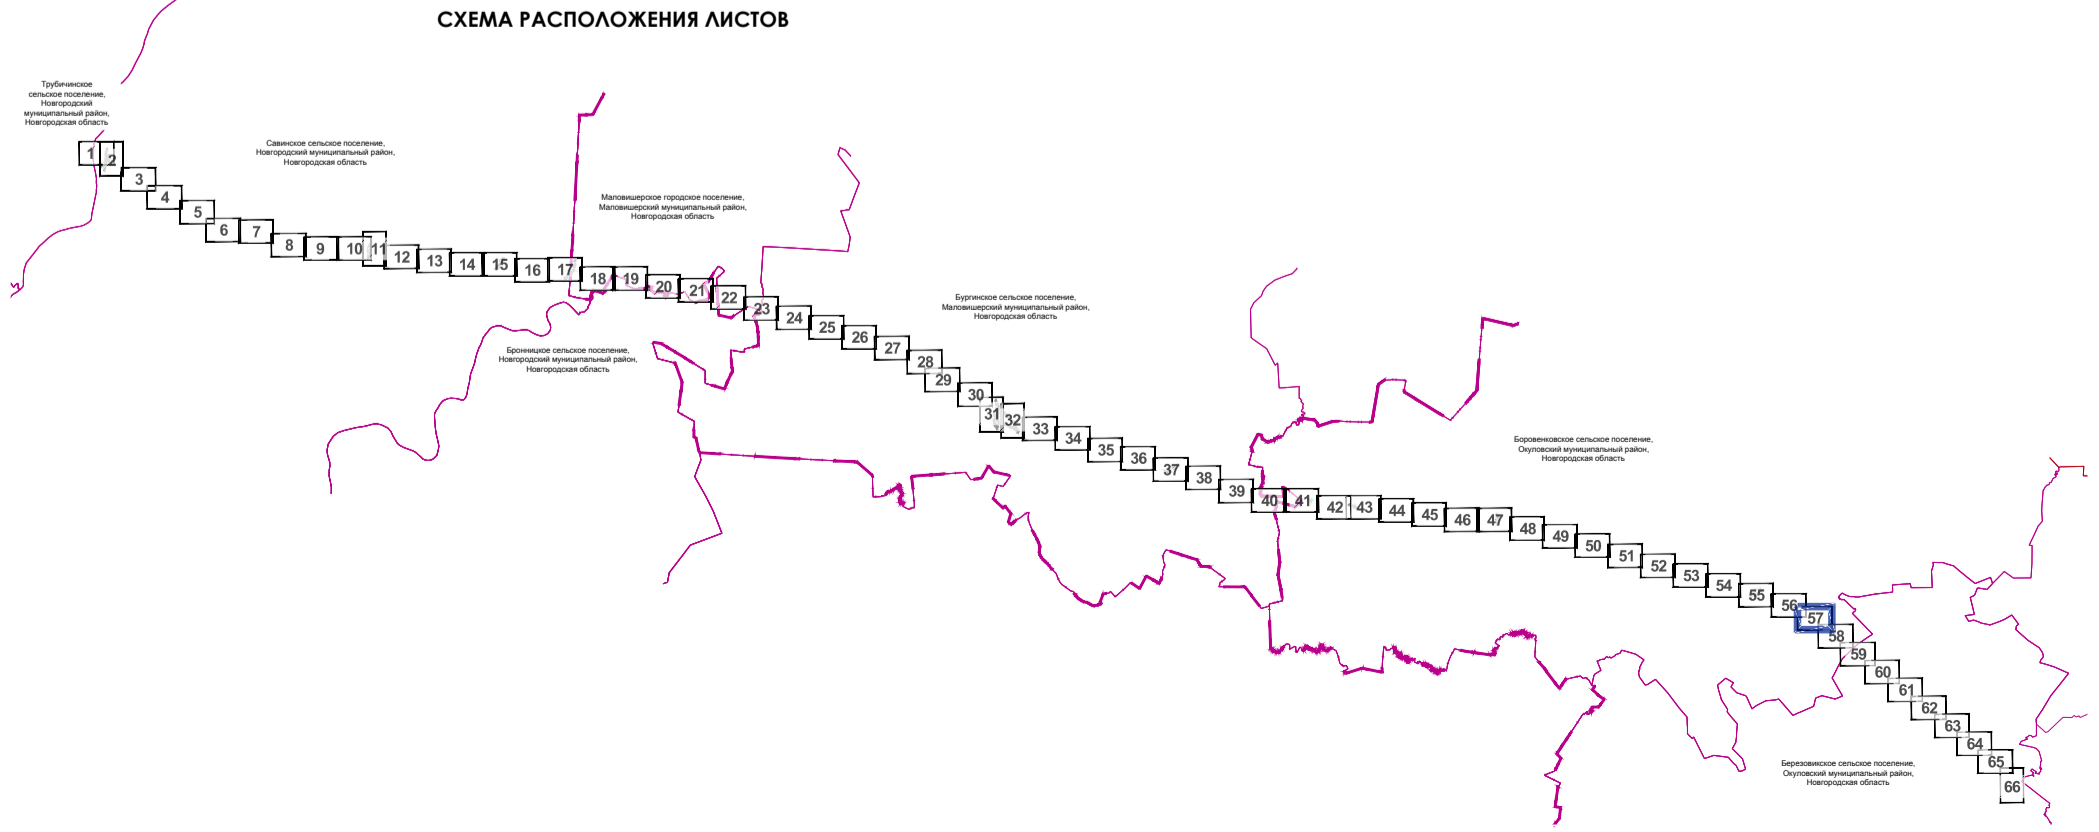 СХЕМА РАСПОЛОЖЕНИЯ ЛИСТОВ
Трубичинское
сельское поселение,
Новгородский
муниципальный район,
Новгородская область
Савинское сельское поселение,
Новгородский муниципальный район,
Новгородская область
Маловишерское городское поселение,
Маловишерский муниципальный район,
Новгородская область
Бронницкое сельское поселение,
Новгородский муниципальный район,
Новгородская область
Бургинское сельское поселение,
Маловишерский муниципальный район,
Новгородская область
Боровенковское сельское поселение,
Окуловский муниципальный район,
Новгородская область
Березовикское сельское поселение,
Окуловский муниципальный район,
Новгородская область
1
2
3
4
5
6
7
8
9
10
11
12
13
14
15
16
17
18
19
20
21
22
23
24
25
26
27
28
29
30
31
32
33
34
35
36
37
38
39
40
41
42
43
44
45
46
47
48
49
50
51
52
53
54
55
56
57
58
59
60
61
62
63
64
65
66